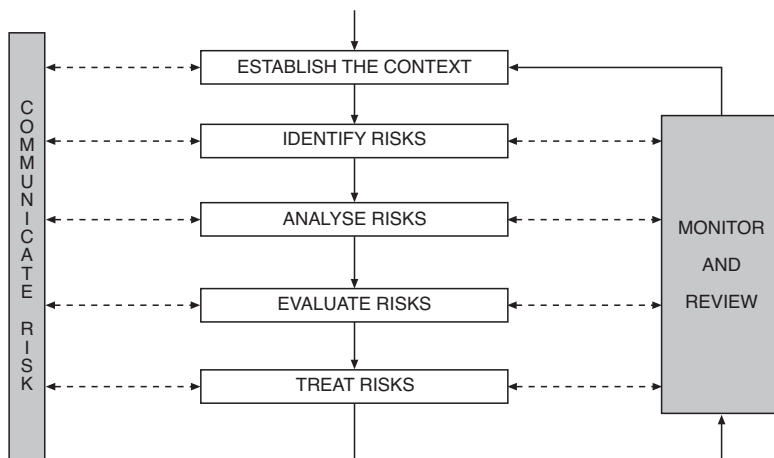 COMMUNICATE RISK
ESTABLISH THE CONTEXT
IDENTIFY RISKS
ANALYSE RISKS
EVALUATE RISKS
TREAT RISKS
MONITOR
AND
REVIEW